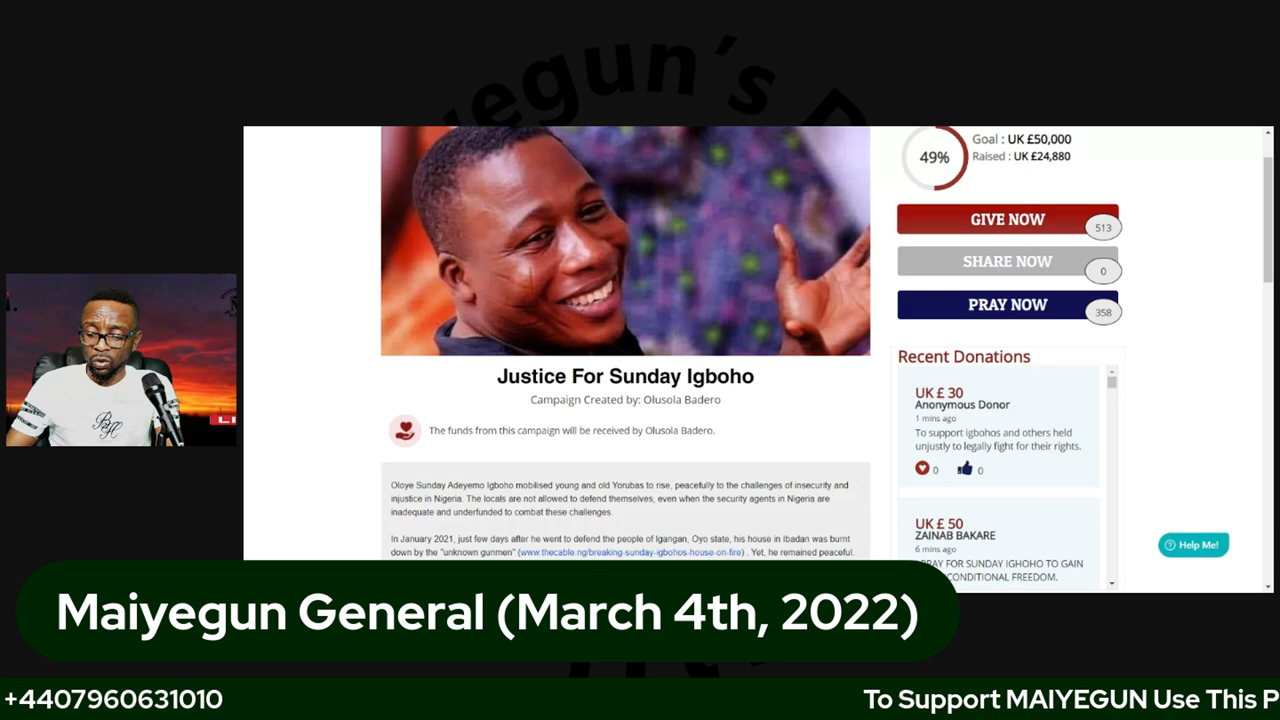 Goal : UK £50,000
49%
Raised : UK £24,880
GIVE NOW
513
SHARE NOW
0
PRAY NOW
358
Justice For Sunday Igboho
Campaign Created by: Olusola Badero
The funds from this campaign will be received by Olusola Badero.
Oloye Sunday Adeyemo Igboho mobilised young and old Yorubas to rise, peacefully to the challenges of insecurity and
injustice in Nigeria. The locals are not allowed to defend themselves, even when the security agents in Nigeria are
inadequate and underfunded to combat these challenges.
In January 2021, just few days after he went to defend the people of Igangan, Oyo state, his house in Ibadan was burnt
down by the "unknown gunmen" (www.thecable.ng/breaking-sunday-igbohos-house-on-fire) . Yet, he remained peaceful.
Recent Donations
UK £ 30
Anonymous Donor
1 mins ago
To support igbohos and others held
unjustly to legally fight for their rights.
0 0
UK £ 50
ZAINAB BAKARE
6 mins ago
PRAY FOR SUNDAY IGHOHO TO GAIN
CONDITIONAL FREEDOM.
Help Me!
Maiyegun General (March 4th, 2022)
+4407960631010
To Support MAIYEGUN Use This P